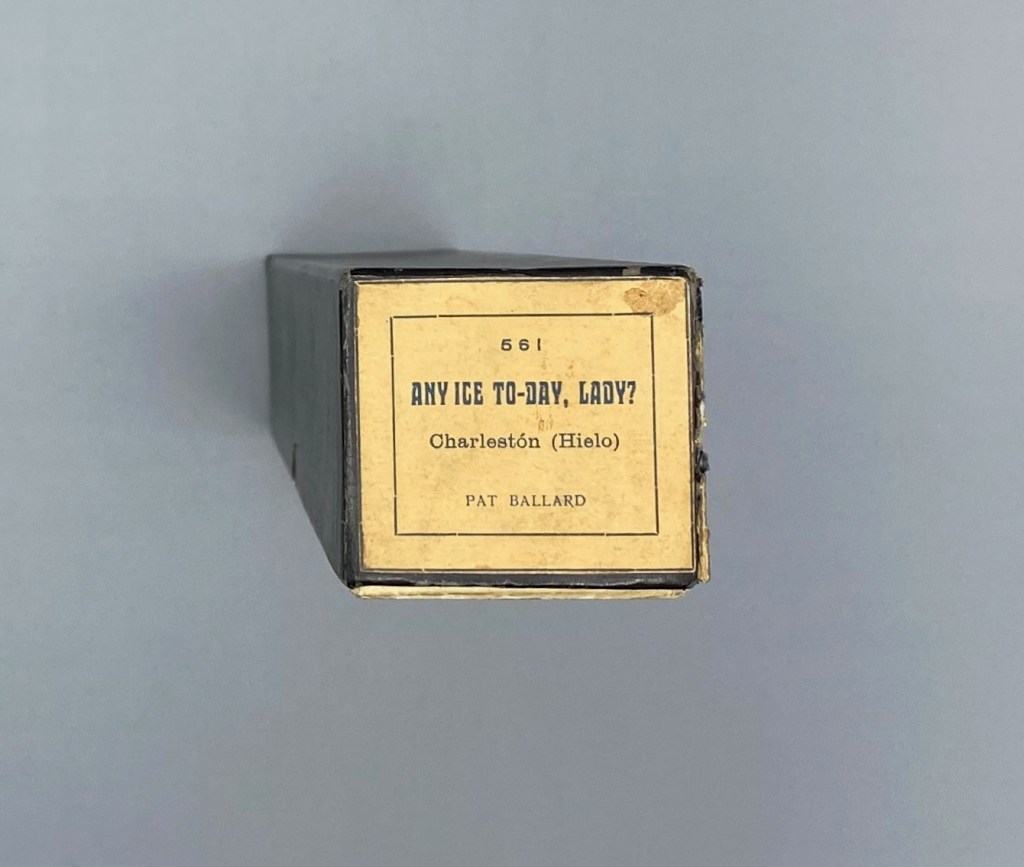 561
ANY ICE TO-DAY, LADY?
Charlestón (Hielo)
PAT BALLARD